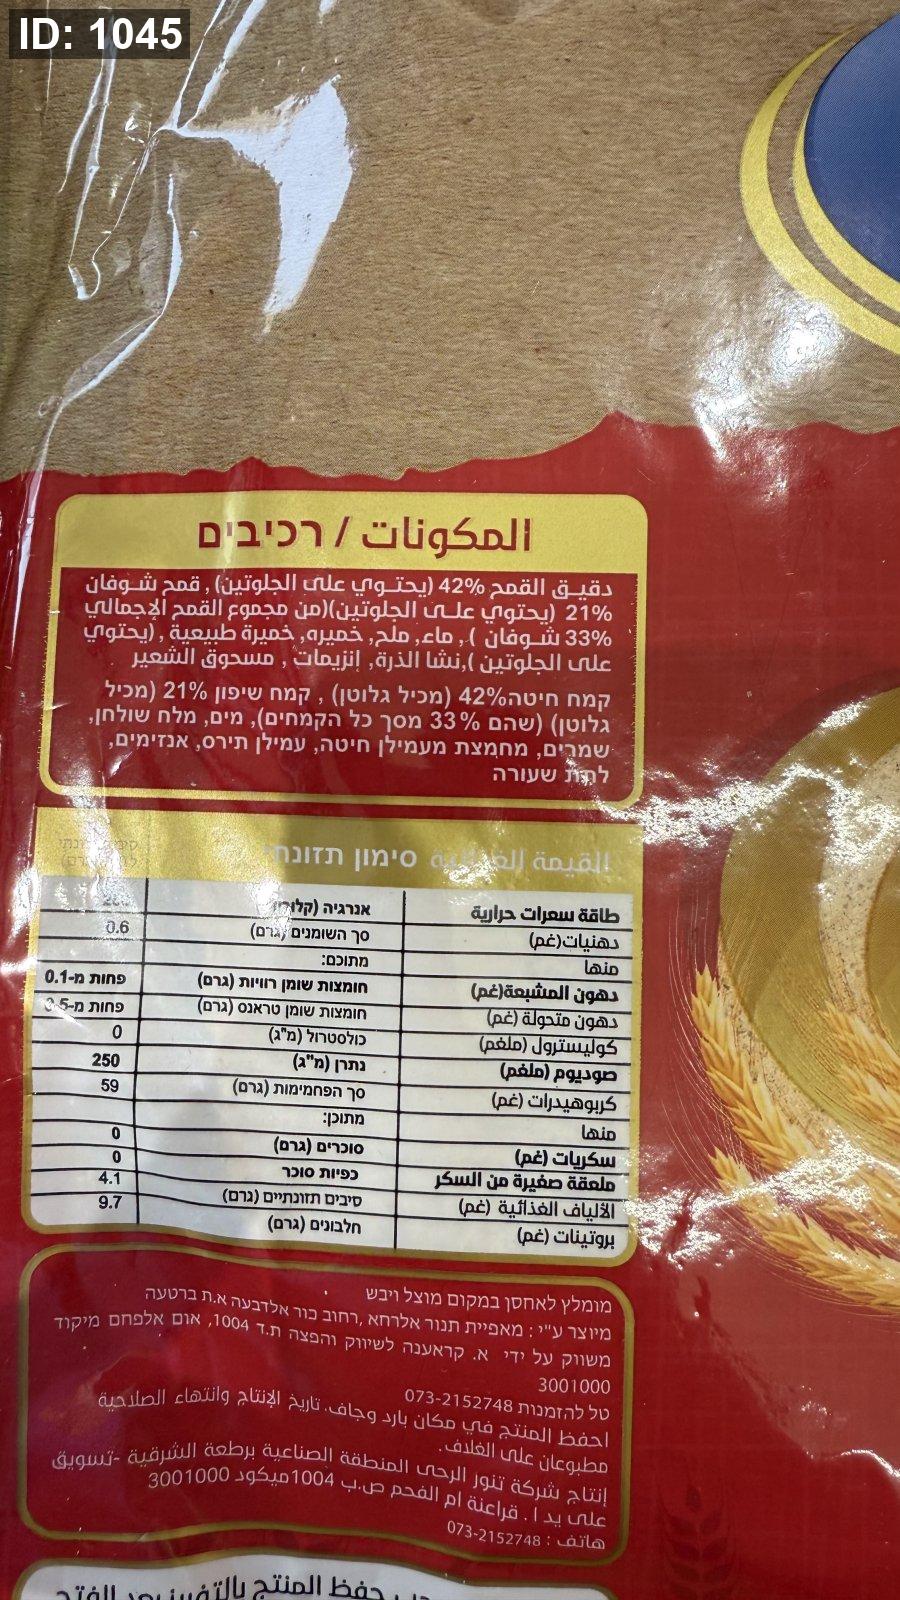 ID: 1045
المكونات / רכיבים
دقيق القمح 42% (يحتوي على الجلوتين) , قمح شوفان
21% (يحتوي على الجلوتين)(من مجموع القمح الإجمالي
33% شوفان ), ماء, ملح, خميره, خميرة طبيعية , (يحتوي
على الجلوتين ),نشا الذرة, إنزيمات , مسحوق الشعير
קמח חיטה42% (מכיל גלוטן) , קמח שיפון 21% (מכיל
גלוטן) (שהם 33% מסך כל הקמחים), מים, מלח שולחן,
שמרים, מחמצת מעמילן חיטה, עמילן תירס, אנזימים,
לתת שעורה
القيمة סימון תזונתי
طاقة سعرات حرارية אנרגיה
دهنيات(غم) סך השומנים (גרם) 0.6
منها מתוכם:
دهون المشبعة(غم) חומצות שומן רוויות (גרם) פחות מ-0.1
دهون متحولة (غم) חומצות שומן טראנס (גרם) פחות מ-0.5
كوليسترول (ملغم) כולסטרול (מ"ג) 0
صوديوم (ملغم) נתרן (מ"ג) 250
كربوهيدرات (غم) סך הפחמימות (גרם) 59
منها מתוכן:
سكريات (غم) סוכרים (גרם) 0
ملعقة صغيرة من السكر כפיות סוכר 0
الألياف الغذائية (غم) סיבים תזונתיים (גרם) 4.1
بروتينات (غم) חלבונים (גרם) 9.7
מומלץ לאחסן במקום מוצל ויבש
מיוצר ע"י : מאפיית תנור אלרחא ,רחוב כור אלדבעה א.ת ברטעה
משווק על ידי א. קראענה לשיווק והפצה ת.ד 1004, אום אלפחם מיקוד
3001000
טל להזמנות 073-2152748
احفظ المنتج في مكان بارد وجاف. تاريخ الإنتاج وانتهاء الصلاحية
مطبوعان على الغلاف.
إنتاج شركة تنور الرحى المنطقة الصناعية برطعة الشرقية -تسويق
على يد ا . قراعنة ام الفحم ص.ب 1004ميكود 3001000
هاتف : 073-2152748
حفظ المنتج بالتفريز بعد الفتح